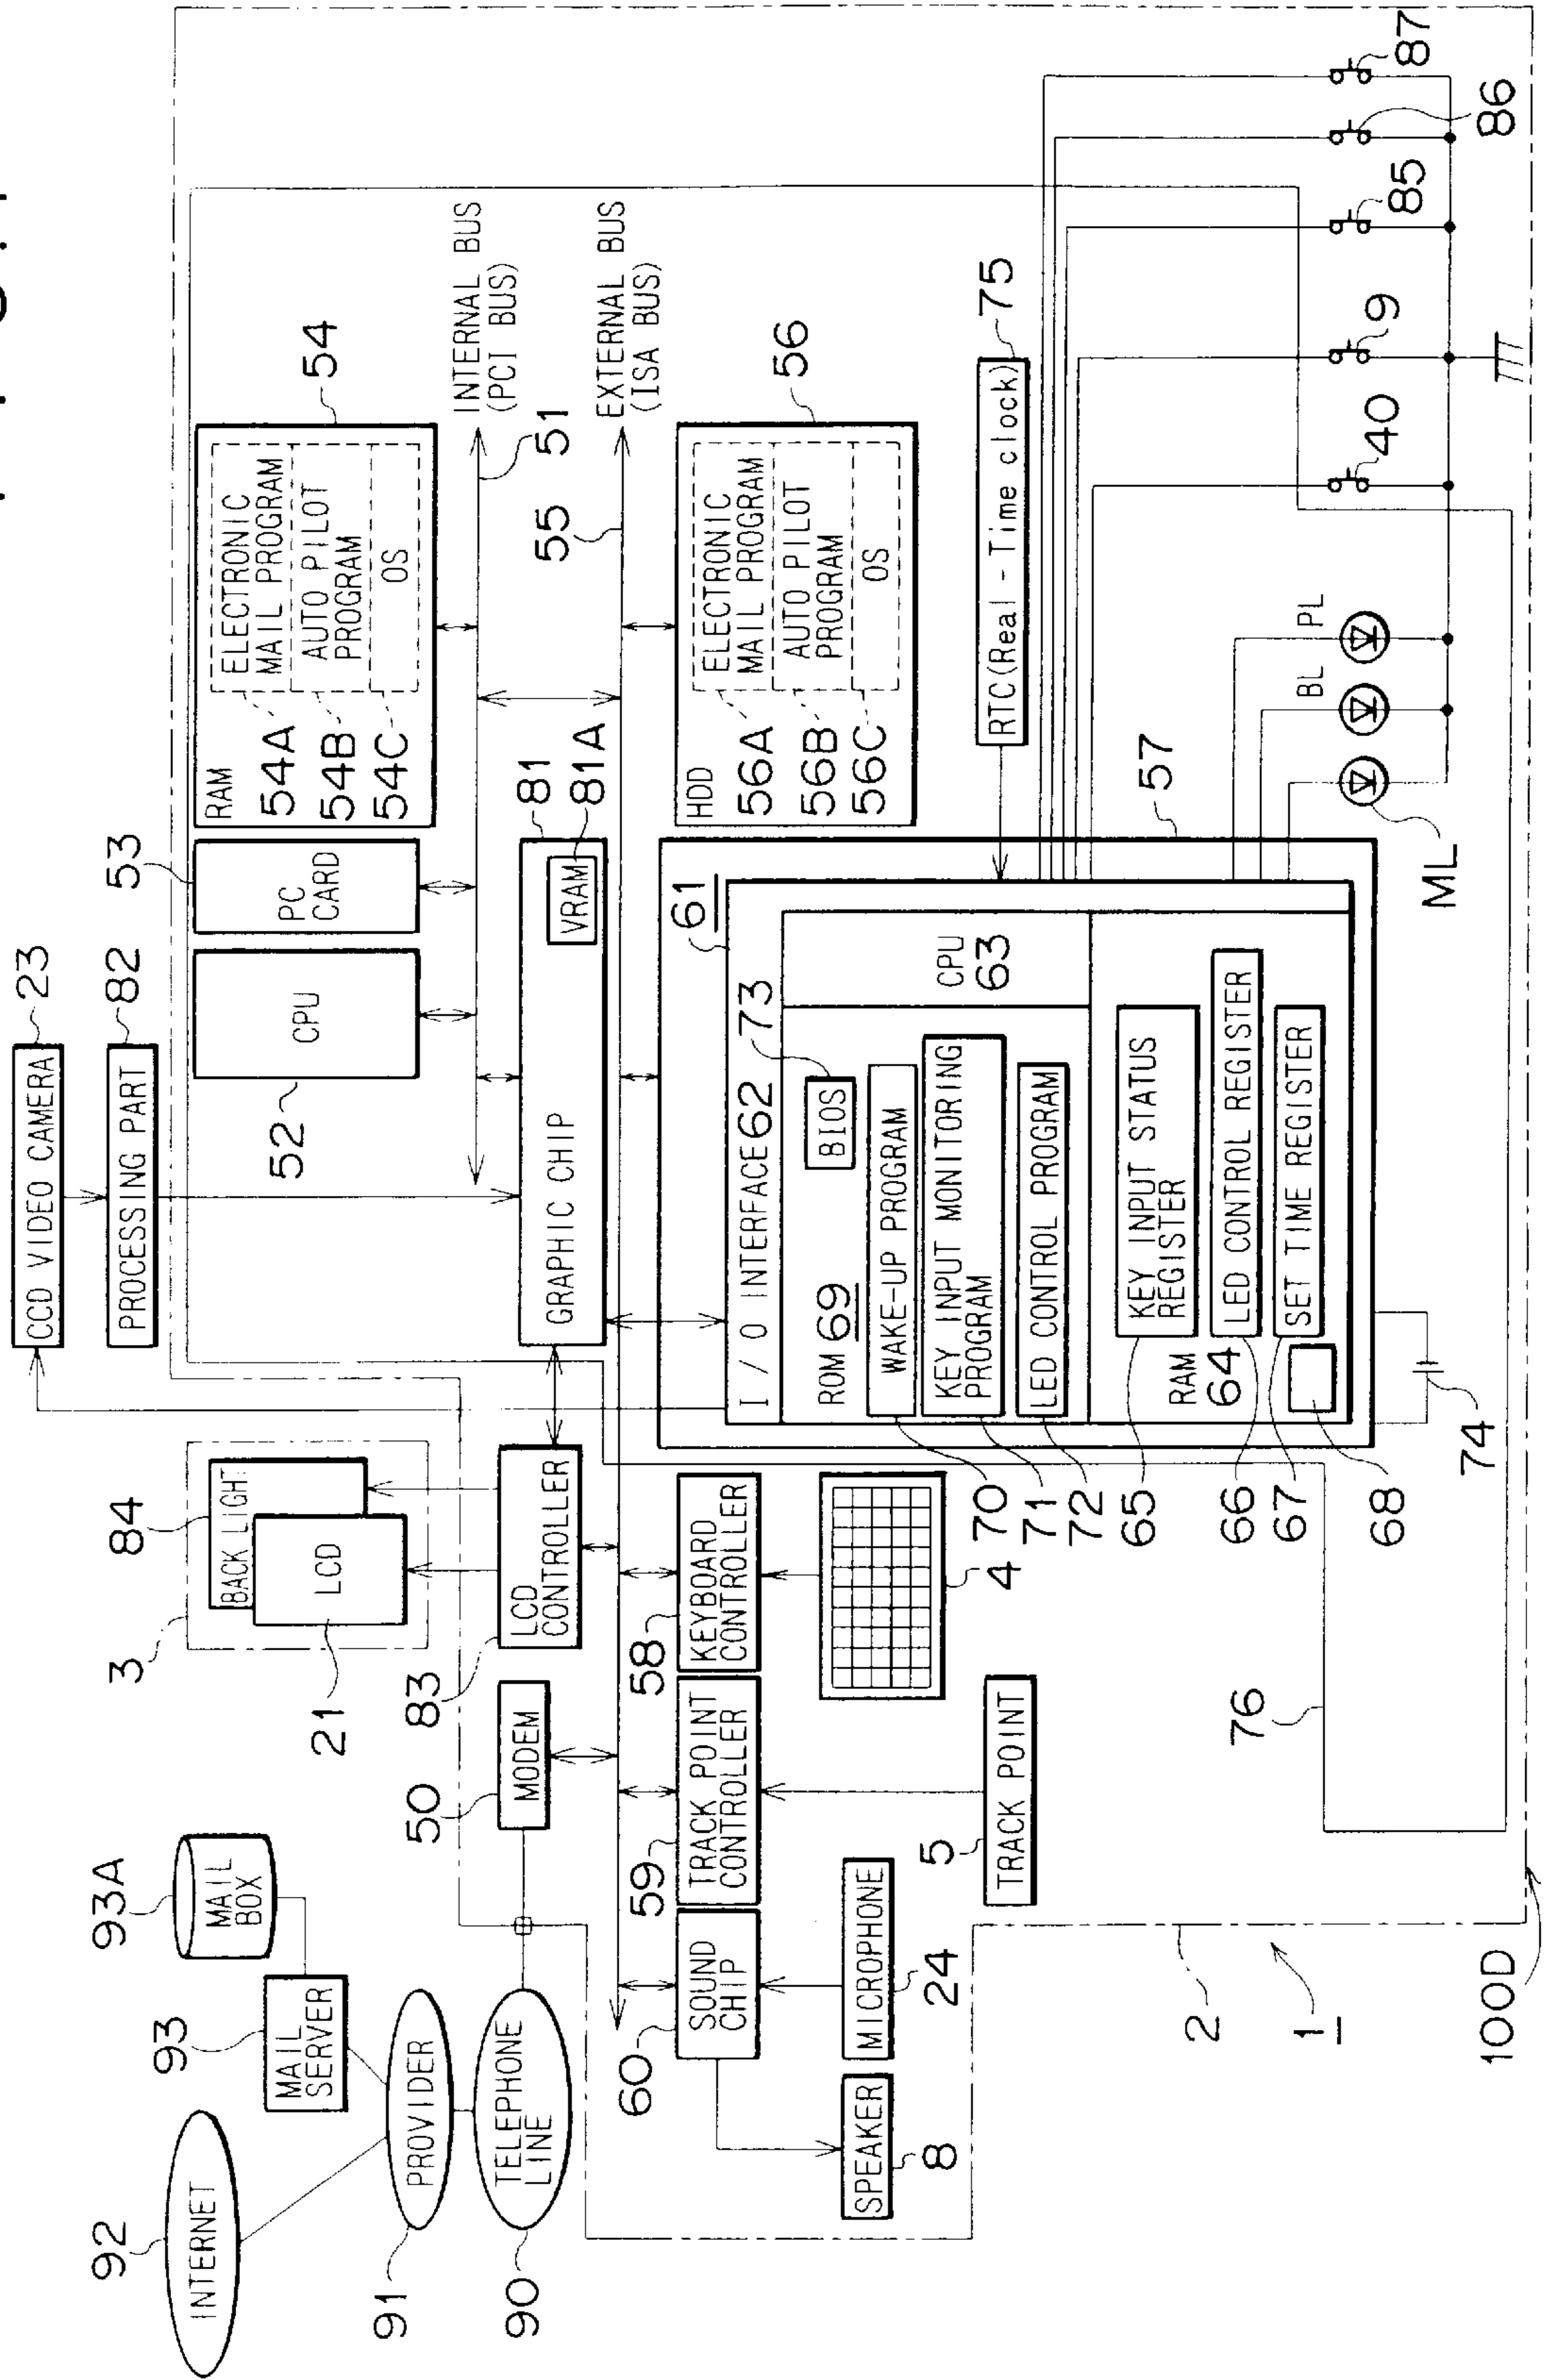 92
INTERNET
91
PROVIDER
90
TELEPHONE
LINE
93
MAIL
SERVER
93A
MAIL
BOX
3
84
BACK LIGHT
LCD
21
CCD VIDEO CAMERA
23
PROCESSING PART
82
50
MODEM
83
LCD
CONTROLLER
52
CPU
53
PC
CARD
RAM
54
54A
ELECTRONIC
MAIL PROGRAM
54B
AUTO PILOT
PROGRAM
54C
OS
INTERNAL BUS
(PCI BUS)
51
GRAPHIC CHIP
81
VRAM
81A
EXTERNAL BUS
(ISA BUS)
55
HDD
56
56A
ELECTRONIC
MAIL PROGRAM
56B
AUTO PILOT
PROGRAM
56C
OS
60
SOUND
CHIP
59
TRACK POINT
CONTROLLER
58
KEYBOARD
CONTROLLER
SPEAKER
8
MICROPHONE
24
5
TRACK POINT
4
57
61
I/O INTERFACE 62
ROM 69
BIOS
73
CPU
63
WAKE-UP PROGRAM
70
KEY INPUT MONITORING
PROGRAM
71
LED CONTROL PROGRAM
72
RAM
64
KEY INPUT STATUS
REGISTER
65
LED CONTROL REGISTER
66
SET TIME REGISTER
67
68
74
RTC(Real-Time clock)
75
76
ML
BL
PL
40
9
85
86
87
2
1
100D